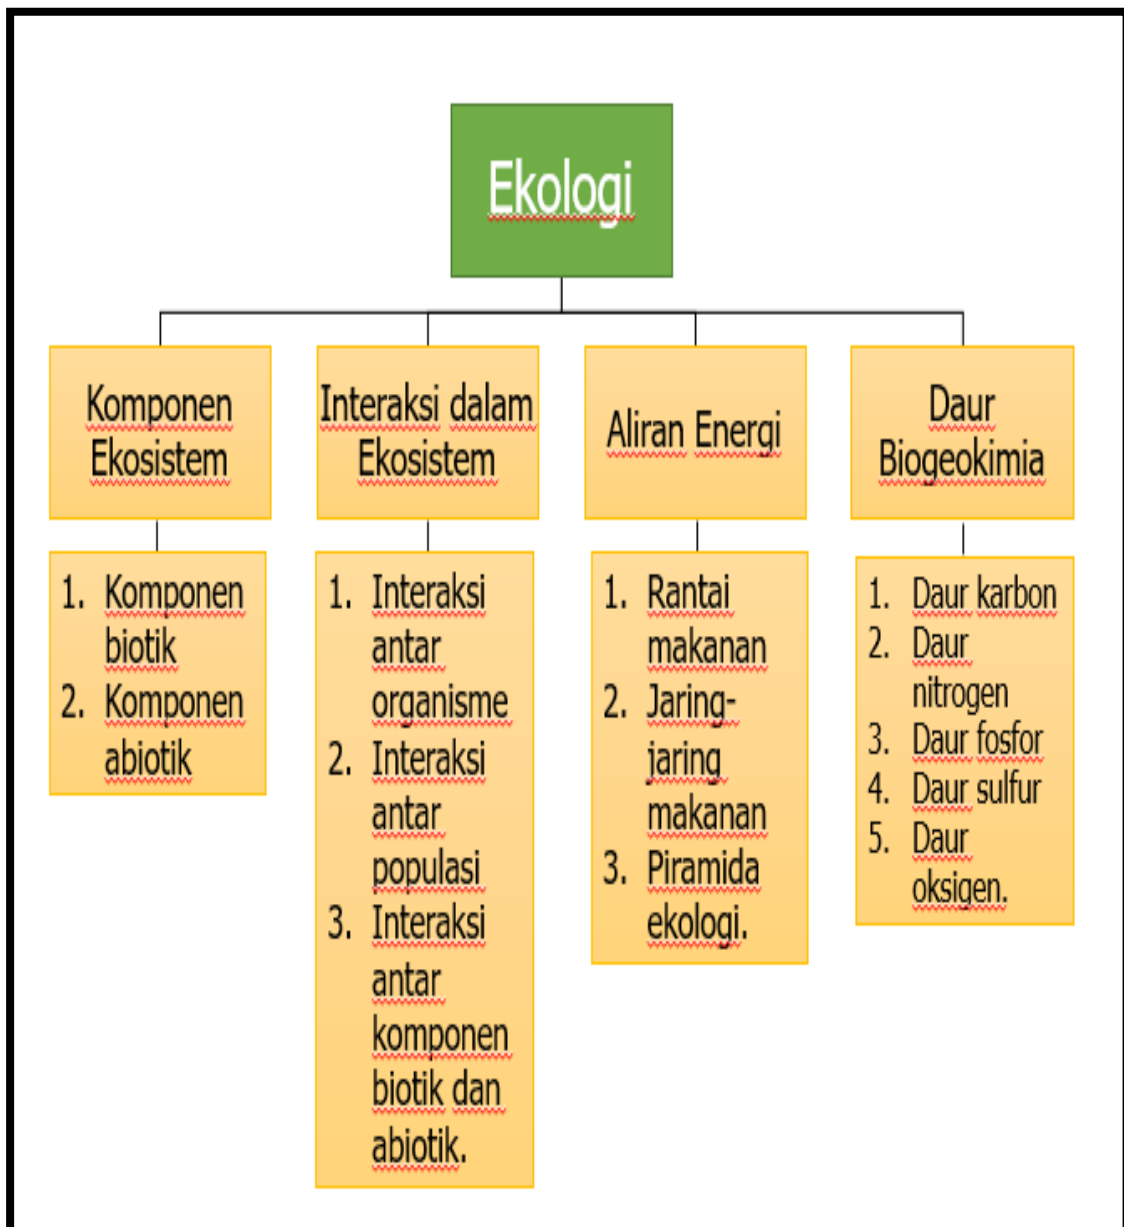 Ekologi
Komponen
Ekosistem
Interaksi dalam
Ekosistem
Aliran Energi
Daur
Biogeokimia
1. Komponen
biotik
2. Komponen
abiotik
1. Interaksi
antar
organisme
2. Interaksi
antar
populasi
3. Interaksi
antar
komponen
biotik dan
abiotik.
1. Rantai
makanan
2. Jaring-
jaring
makanan
3. Piramida
ekologi.
1. Daur karbon
2. Daur
nitrogen
3. Daur fosfor
4. Daur sulfur
5. Daur
oksigen.